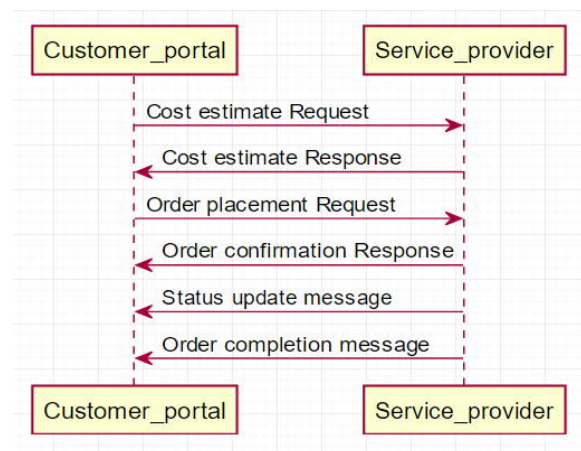 Customer_portal
Service_provider
Cost estimate Request
Cost estimate Response
Order placement Request
Order confirmation Response
Status update message
Order completion message
Customer_portal
Service_provider